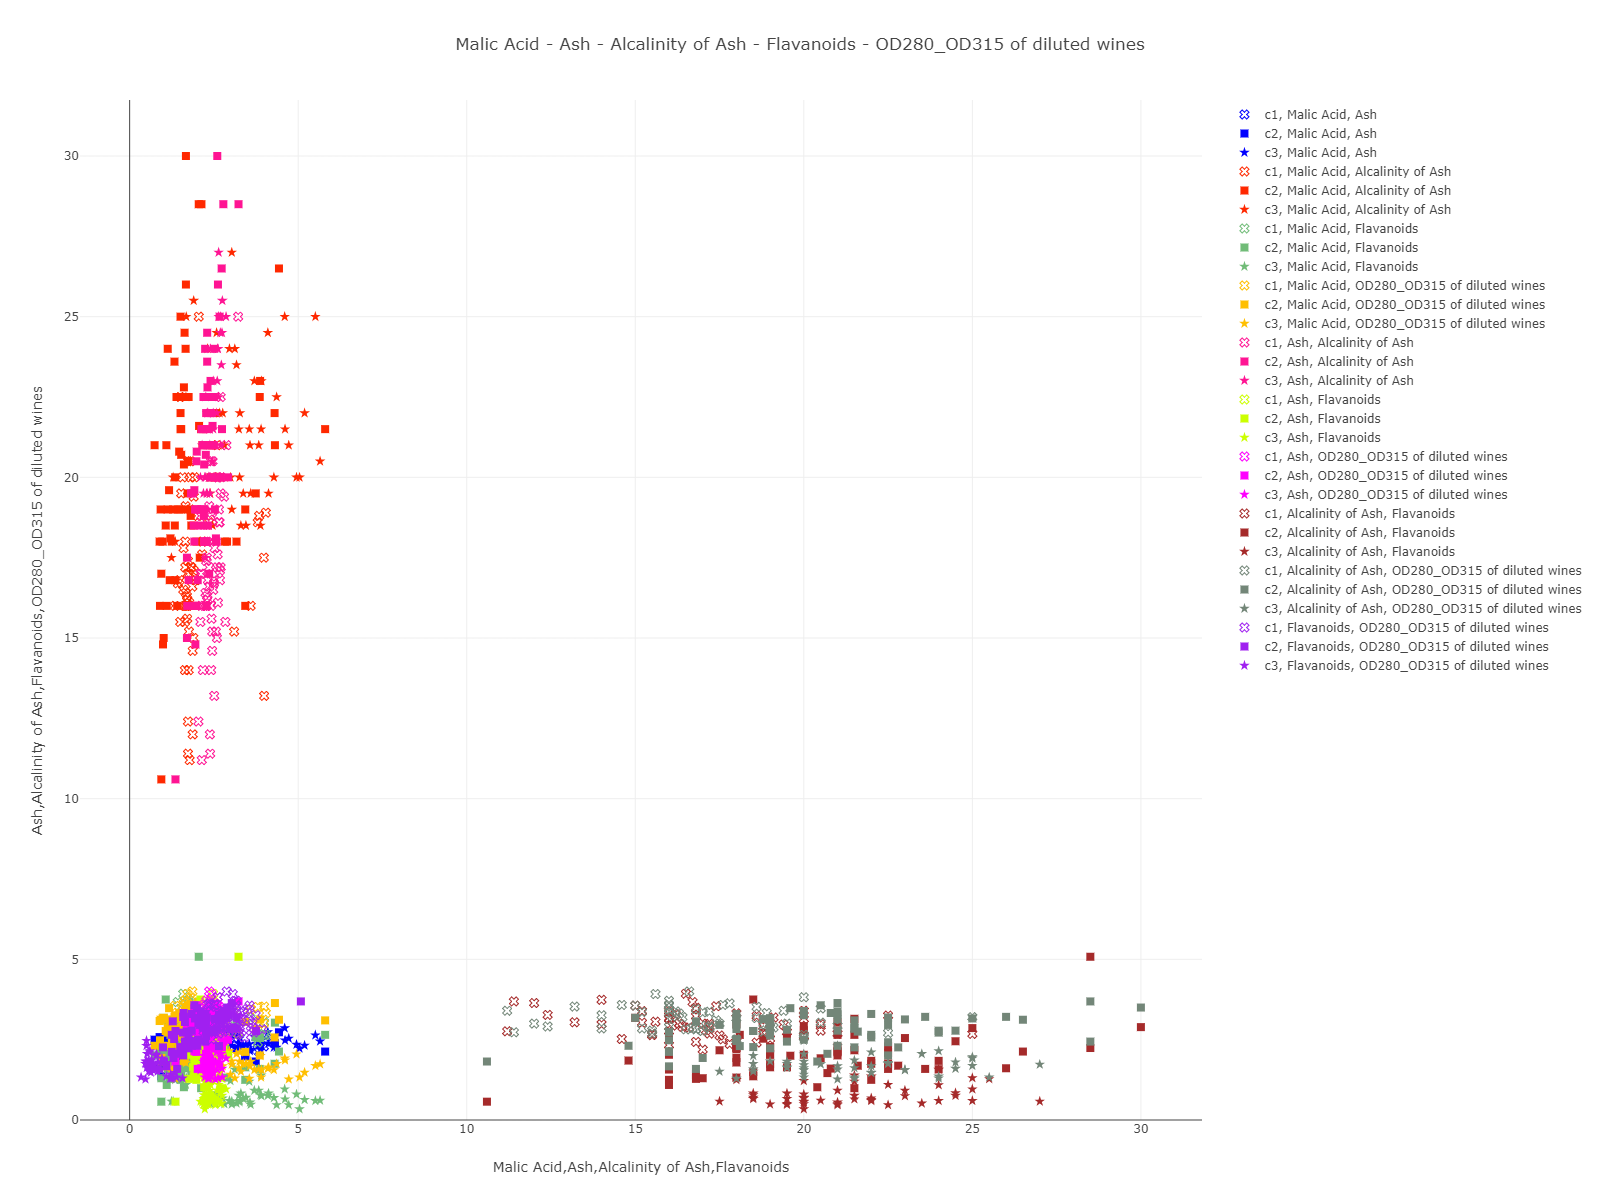 Malic Acid - Ash - Alcalinity of Ash - Flavanoids - OD280_OD315 of diluted wines
c1, Malic Acid, Ash
c2, Malic Acid, Ash
c3, Malic Acid, Ash
c1, Malic Acid, Alcalinity of Ash
c2, Malic Acid, Alcalinity of Ash
c3, Malic Acid, Alcalinity of Ash
c1, Malic Acid, Flavanoids
c2, Malic Acid, Flavanoids
c3, Malic Acid, Flavanoids
c1, Malic Acid, OD280_OD315 of diluted wines
c2, Malic Acid, OD280_OD315 of diluted wines
c3, Malic Acid, OD280_OD315 of diluted wines
c1, Ash, Alcalinity of Ash
c2, Ash, Alcalinity of Ash
c3, Ash, Alcalinity of Ash
c1, Ash, Flavanoids
c2, Ash, Flavanoids
c3, Ash, Flavanoids
c1, Ash, OD280_OD315 of diluted wines
c2, Ash, OD280_OD315 of diluted wines
c3, Ash, OD280_OD315 of diluted wines
c1, Alcalinity of Ash, Flavanoids
c2, Alcalinity of Ash, Flavanoids
c3, Alcalinity of Ash, Flavanoids
c1, Alcalinity of Ash, OD280_OD315 of diluted wines
c2, Alcalinity of Ash, OD280_OD315 of diluted wines
c3, Alcalinity of Ash, OD280_OD315 of diluted wines
c1, Flavanoids, OD280_OD315 of diluted wines
c2, Flavanoids, OD280_OD315 of diluted wines
c3, Flavanoids, OD280_OD315 of diluted wines
Ash,Alcalinity of Ash,Flavanoids,OD280_OD315 of diluted wines
30
25
20
15
10
5
0
0 5 10 15 20 25 30
Malic Acid,Ash,Alcalinity of Ash,Flavanoids